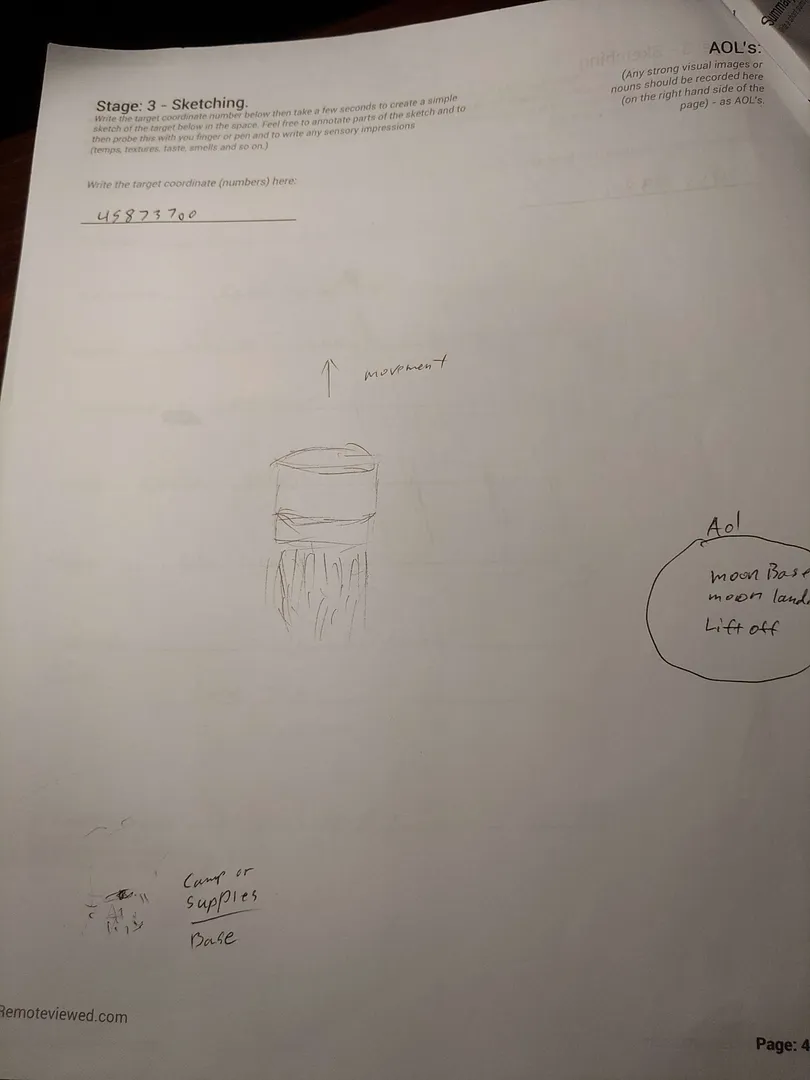 AOL's:
(Any strong visual images or
nouns should be recorded here
(on the right hand side of the
page) - as AOL's.
Stage: 3 - Sketching.
Write the target coordinate number below then take a few seconds to create a simple
sketch of the target below in the space. Feel free to annotate parts of the sketch and to
then probe this with you finger or pen and to write any sensory impressions
(temps, textures, taste, smells and so on.)
Write the target coordinate (numbers) here:
45873700
movement
Aol
moon Base
moon land
Lift off
Camp or
supplies
Base
Remoteviewed.com
Page: 4